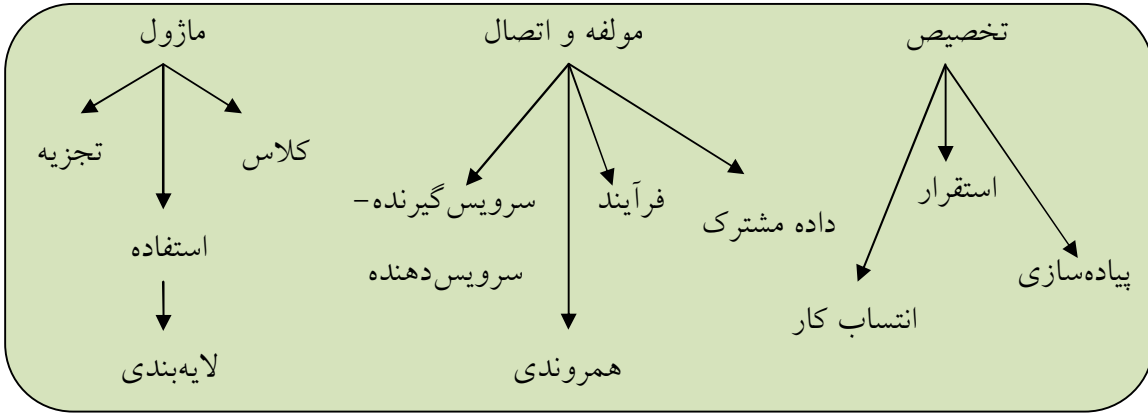 تخصیص
مولفه و اتصال
ماژول
استقرار
پیاده‌سازی
انتساب کار
داده مشترک
فرآیند
سرویس‌گیرنده-
سرویس‌دهنده
همروندی
کلاس
تجزیه
استفاده
لایه‌بندی